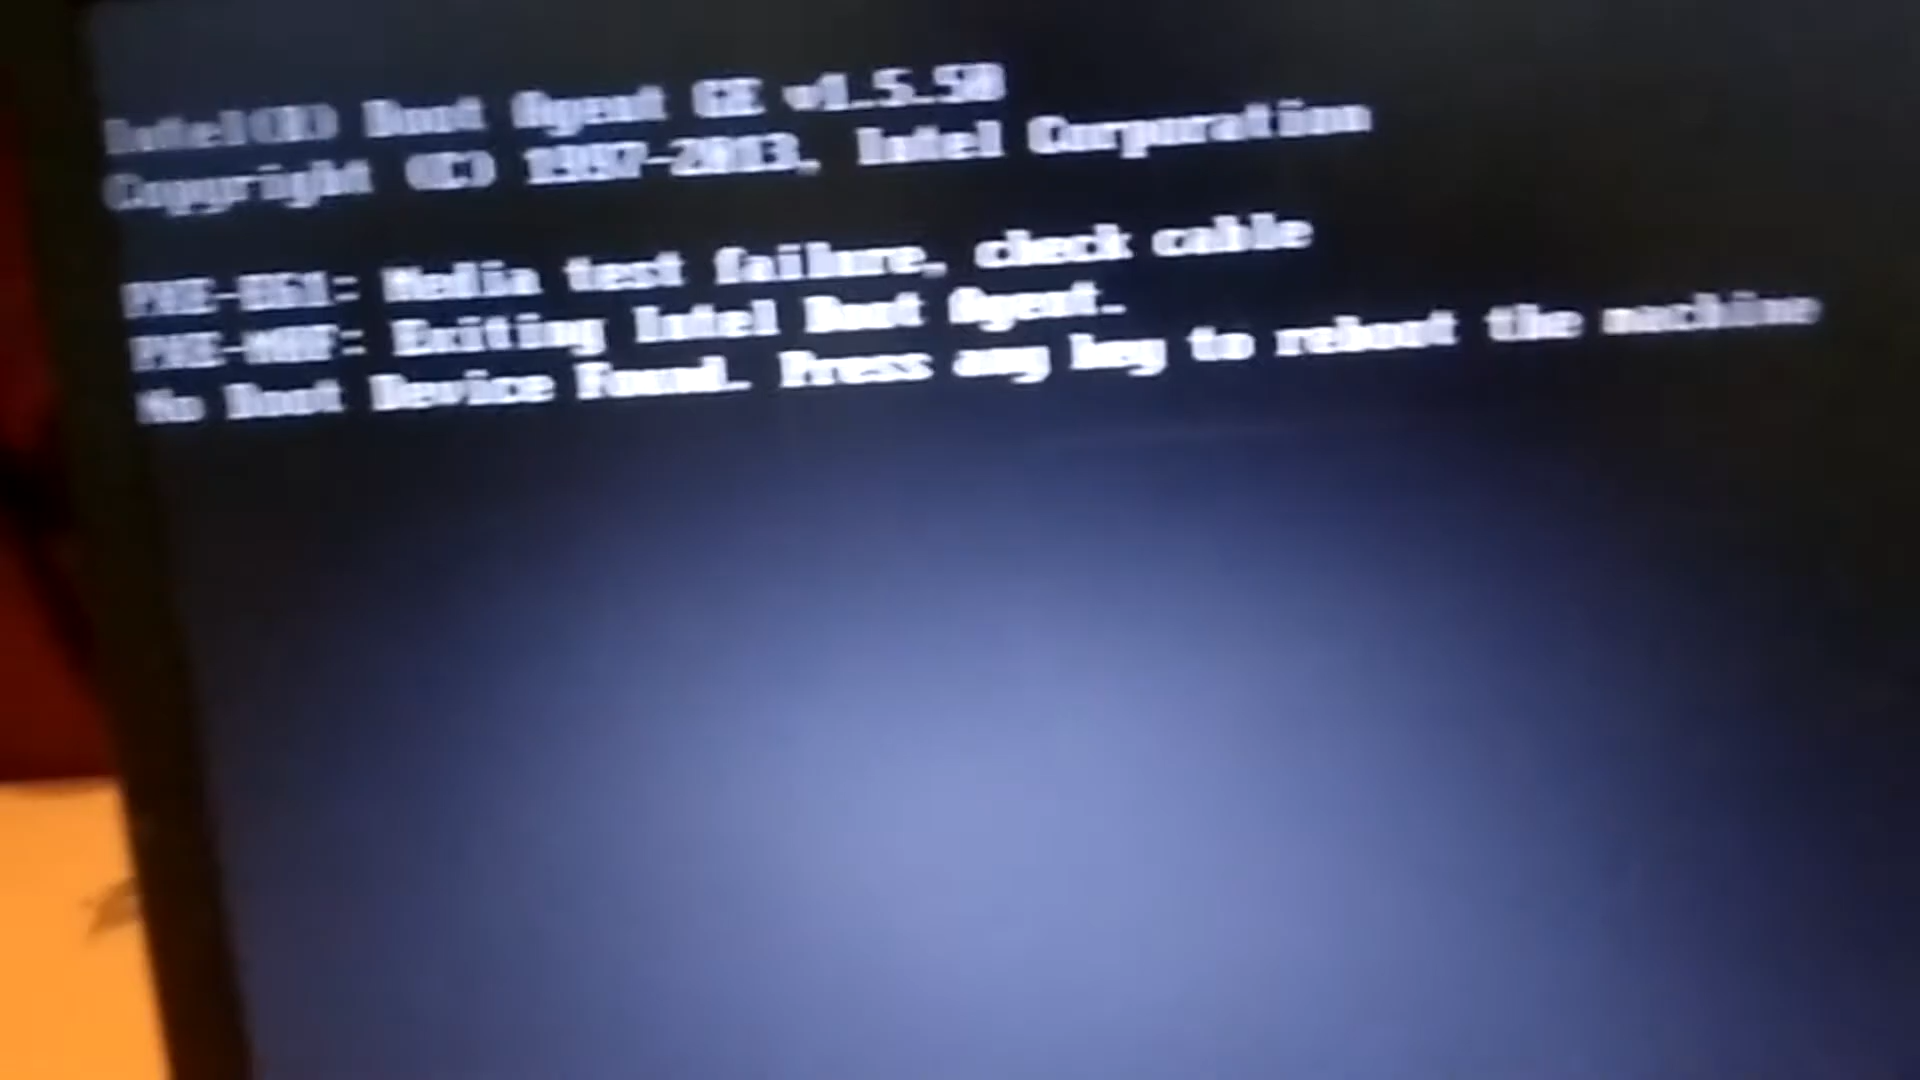 Intel(R) Boot Agent GE v1.5.50
Copyright (C) 1997-2013, Intel Corporation
PXE-E61: Media test failure, check cable
PXE-M0F: Exiting Intel Boot Agent.
No Boot Device Found. Press any key to reboot the machine